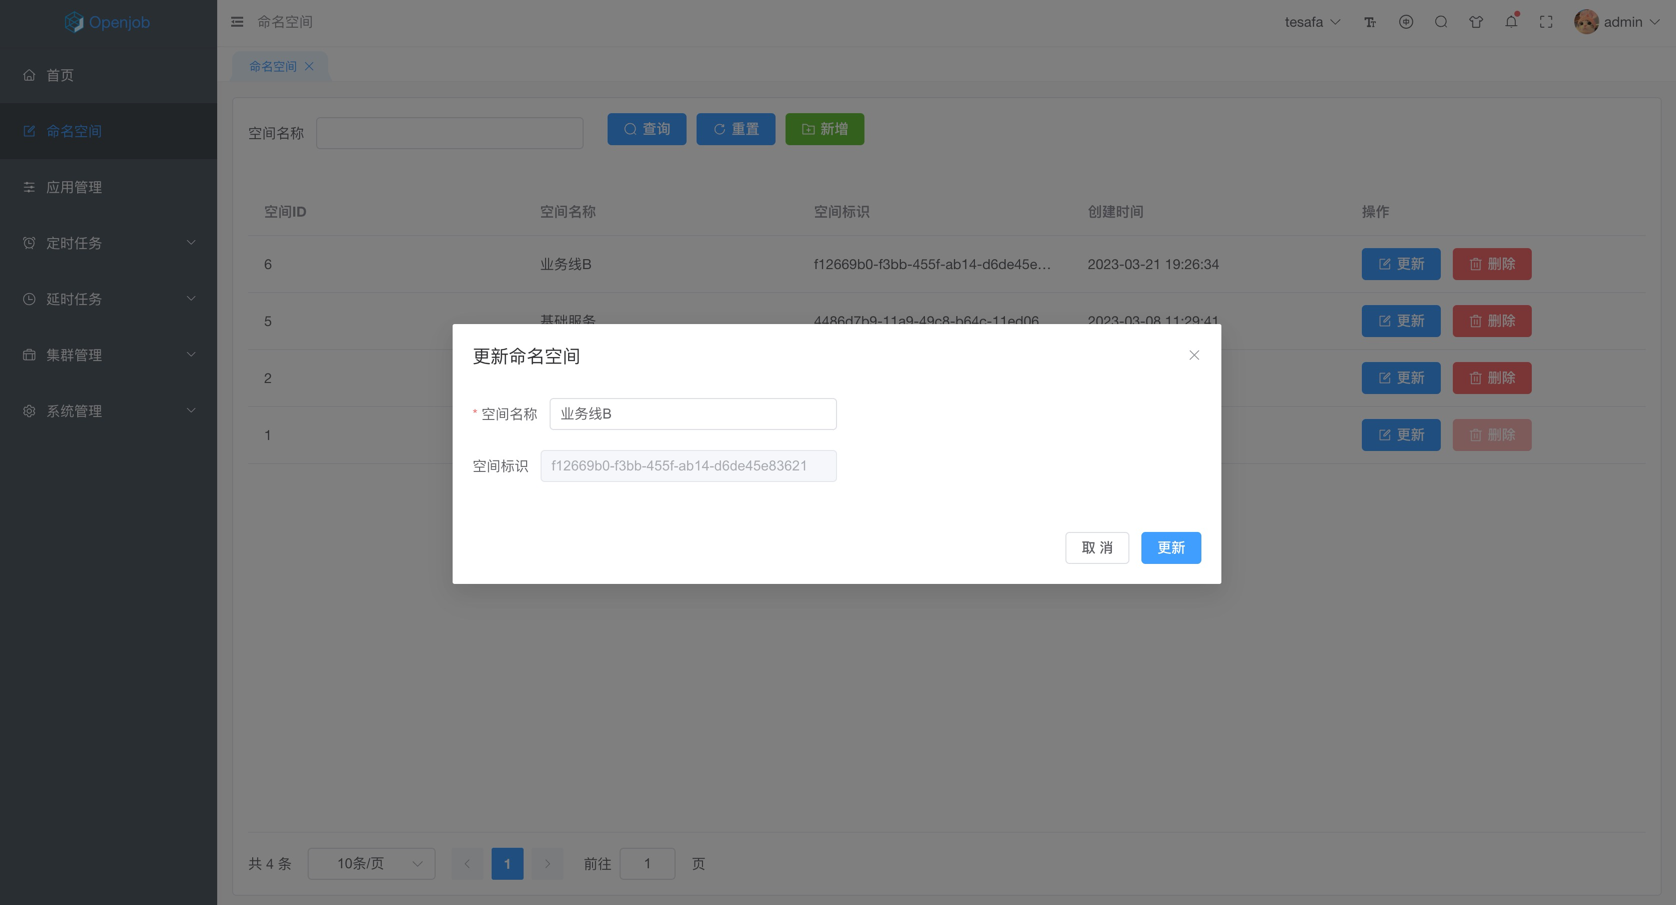 Openjob
命名空间
tesafa
admin
首页
命名空间
应用管理
定时任务
延时任务
集群管理
系统管理
命名空间
空间名称
查询
重置
新增
空间ID 空间名称 空间标识 创建时间 操作
6 业务线B f12669b0-f3bb-455f-ab14-d6de45e... 2023-03-21 19:26:34 更新 删除
5 基础服务 4486d7b9-11a9-49c8-b64c-11ed06 2023-03-08 11:29:41 更新 删除
2 更新 删除
1 更新 删除
更新命名空间
* 空间名称 业务线B
空间标识 f12669b0-f3bb-455f-ab14-d6de45e83621
取 消 更新
共 4 条 10条/页 1 前往 1 页